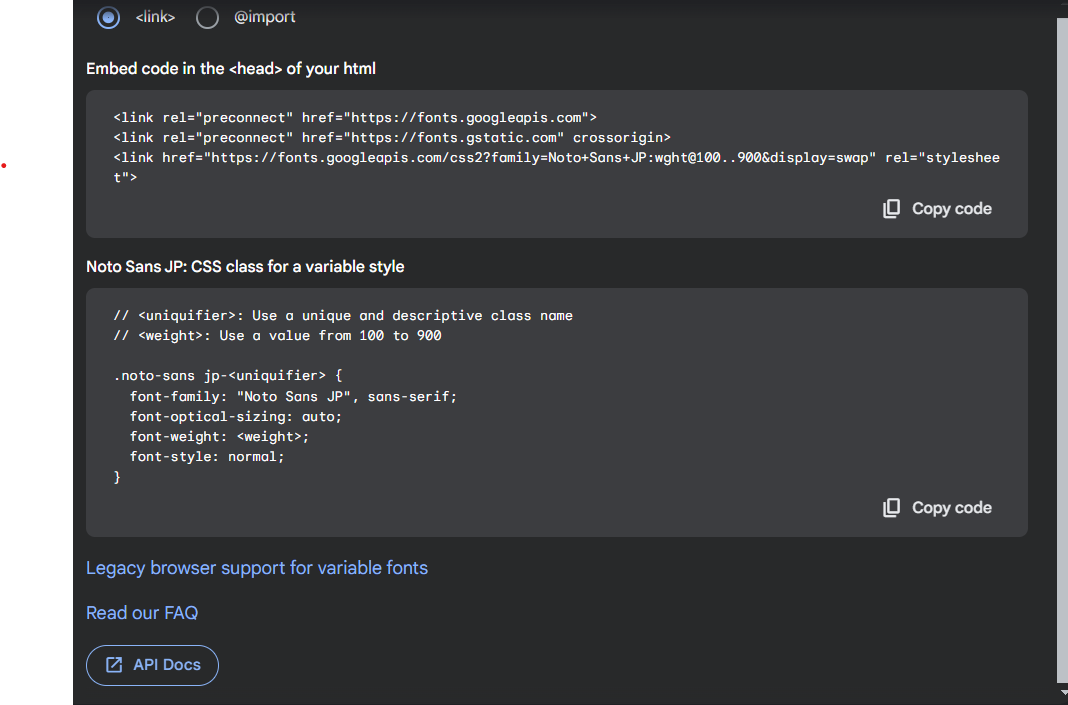 <link> @import
Embed code in the <head> of your html
<link rel="preconnect" href="https://fonts.googleapis.com">
<link rel="preconnect" href="https://fonts.gstatic.com" crossorigin>
<link href="https://fonts.googleapis.com/css2?family=Noto+Sans+JP:wght@100..900&display=swap" rel="styleshee
t">
Copy code
Noto Sans JP: CSS class for a variable style
// <uniquifier>: Use a unique and descriptive class name
// <weight>: Use a value from 100 to 900
.noto-sans jp-<uniquifier> {
  font-family: "Noto Sans JP", sans-serif;
  font-optical-sizing: auto;
  font-weight: <weight>;
  font-style: normal;
}
Copy code
Legacy browser support for variable fonts
Read our FAQ
API Docs